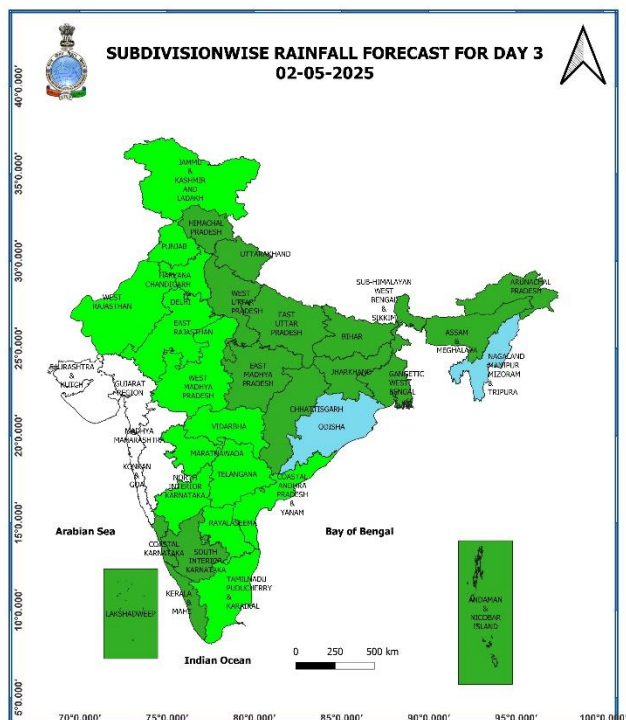 SUBDIVISIONWISE RAINFALL FORECAST FOR DAY 3
02-05-2025
40°0.000'
35°0.000'
30°0.000'
25°0.000'
20°0.000'
15°0.000'
10°0.000'
5°0.000'
JAMMU
&
KASHMIR
AND
LADAKH
HIMACHAL
PRADESH
PUNJAB
UTTARAKHAND
HARYANA
CHANDIGARH
DELHI
WEST
RAJASTHAN
WEST
UTTAR
PRADESH
SUB-HIMALAYAN
WEST
BENGAL
&
SIKKIM
ARUNACHAL
PRADESH
EAST
RAJASTHAN
EAST
UTTAR
PRADESH
BIHAR
ASSAM
&
MEGHALAYA
NAGALAND
MANIPUR
MIZORAM
&
TRIPURA
SAURASHTRA
&
KUTCH
GUJARAT
REGION
WEST
MADHYA
PRADESH
EAST
MADHYA
PRADESH
JHARKHAND
GANGETIC
WEST
BENGAL
CHHATTISGARH
ODISHA
MADHYA
MAHARASHTRA
VIDARBHA
MARATHWADA
KONKAN
&
GOA
NORTH
INTERIOR
KARNATAKA
TELANGANA
COASTAL
ANDHRA
PRADESH
&
YANAM
Arabian Sea
RAYALASEEMA
Bay of Bengal
COASTAL
KARNATAKA
SOUTH
INTERIOR
KARNATAKA
TAMILNADU
PUDUCHERRY
&
KARAIKAL
KERALA
&
MAHE
LAKSHADWEEP
ANDAMAN
&
NICOBAR
ISLAND
Indian Ocean
0 250 500 km
70°0.000' 75°0.000' 80°0.000' 85°0.000' 90°0.000' 95°0.000' 100°0.000'